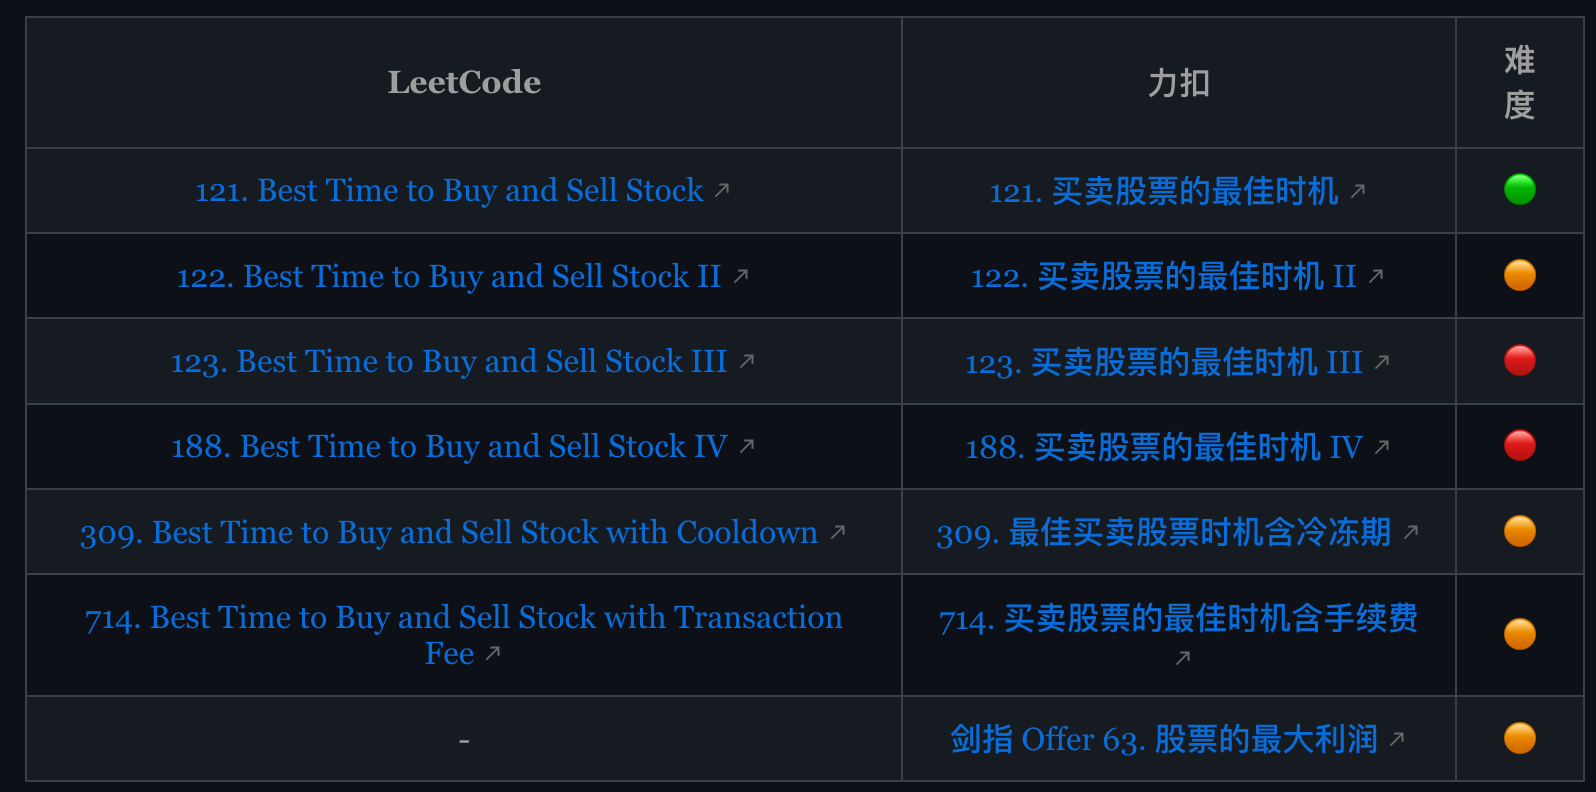 LeetCode
力扣
难
度
121. Best Time to Buy and Sell Stock ↗
121. 买卖股票的最佳时机 ↗
122. Best Time to Buy and Sell Stock II ↗
122. 买卖股票的最佳时机 II ↗
123. Best Time to Buy and Sell Stock III ↗
123. 买卖股票的最佳时机 III ↗
188. Best Time to Buy and Sell Stock IV ↗
188. 买卖股票的最佳时机 IV ↗
309. Best Time to Buy and Sell Stock with Cooldown ↗
309. 最佳买卖股票时机含冷冻期 ↗
714. Best Time to Buy and Sell Stock with Transaction
Fee ↗
714. 买卖股票的最佳时机含手续费
↗
-
剑指 Offer 63. 股票的最大利润 ↗